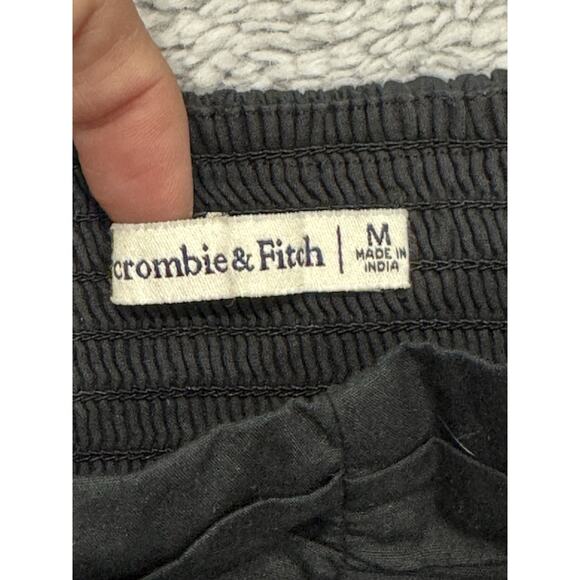 crombie & Fitch | M
MADE IN
INDIA